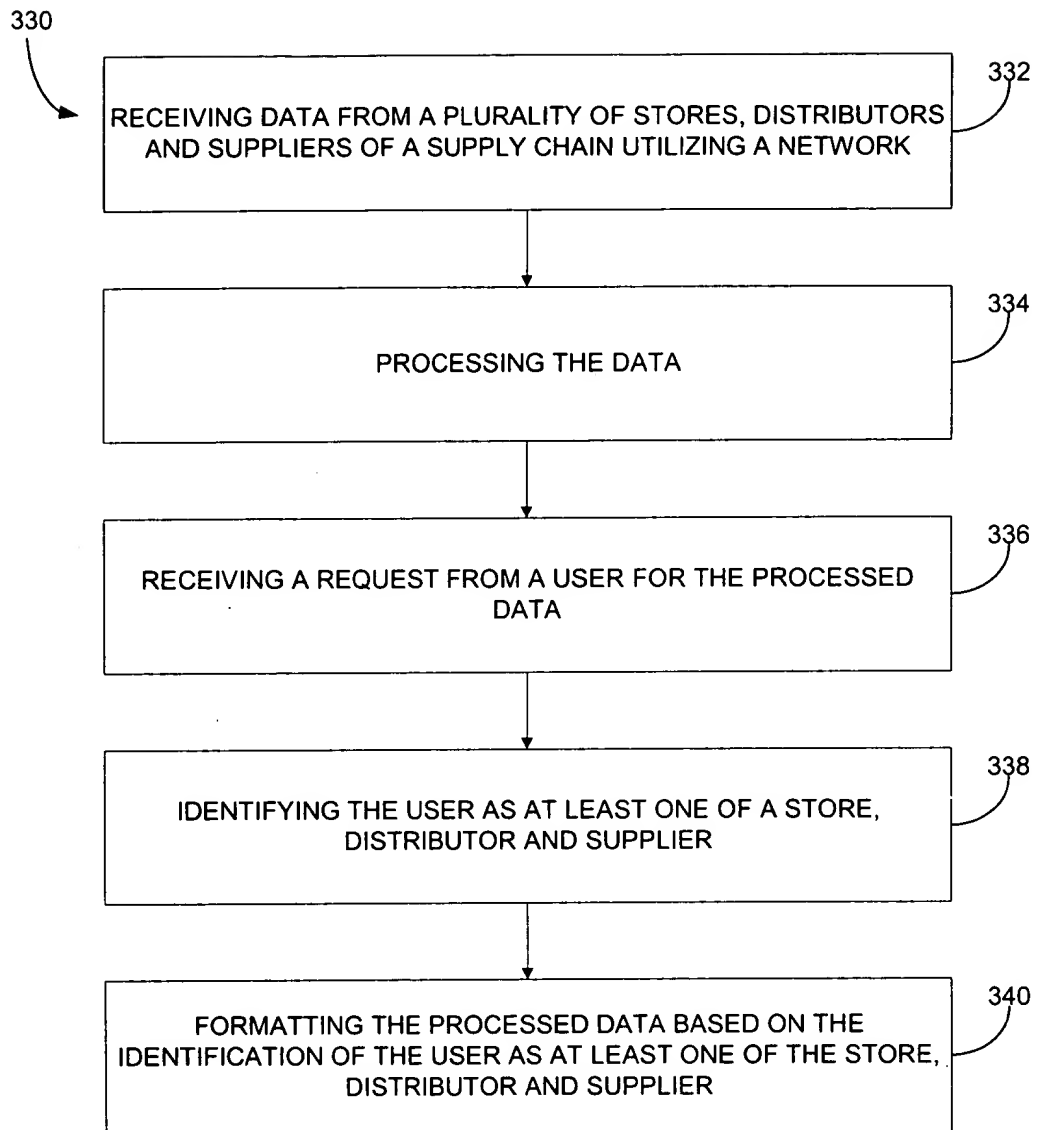 330
332
RECEIVING DATA FROM A PLURALITY OF STORES, DISTRIBUTORS
AND SUPPLIERS OF A SUPPLY CHAIN UTILIZING A NETWORK
334
PROCESSING THE DATA
336
RECEIVING A REQUEST FROM A USER FOR THE PROCESSED
DATA
338
IDENTIFYING THE USER AS AT LEAST ONE OF A STORE,
DISTRIBUTOR AND SUPPLIER
340
FORMATTING THE PROCESSED DATA BASED ON THE
IDENTIFICATION OF THE USER AS AT LEAST ONE OF THE STORE,
DISTRIBUTOR AND SUPPLIER